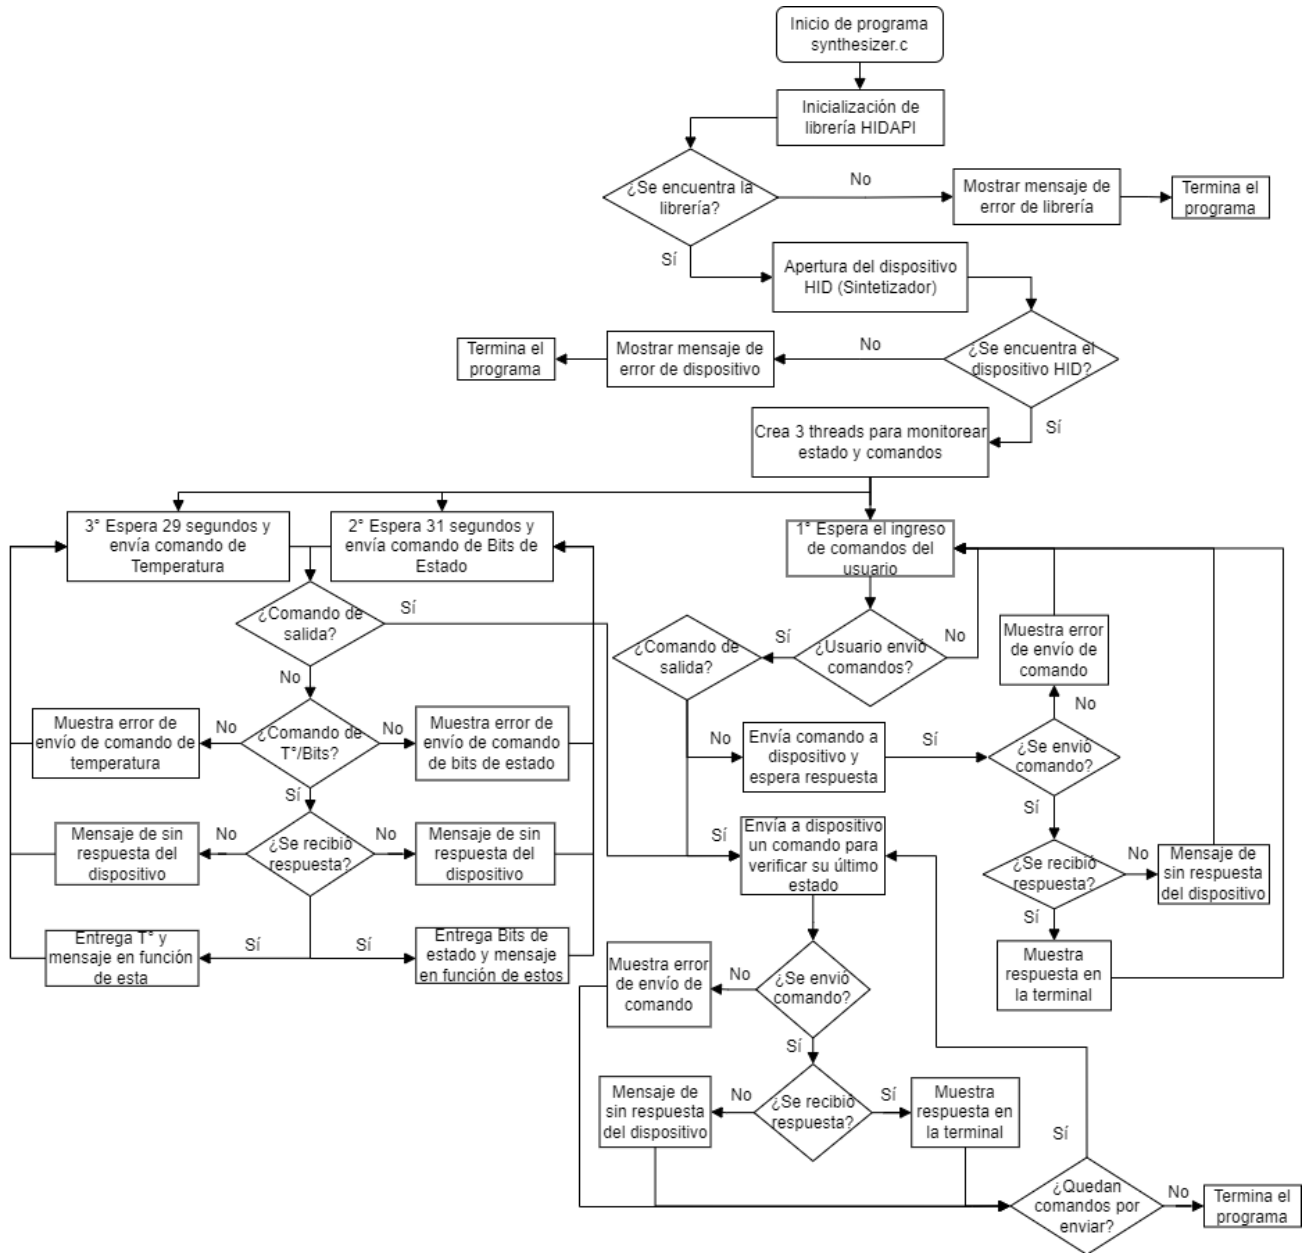 Inicio de programa
synthesizer.c
Inicialización de
librería HIDAPI
¿Se encuentra la
librería?
No
Mostrar mensaje de
error de librería
Termina el
programa
Sí
Apertura del dispositivo
HID (Sintetizador)
¿Se encuentra el
dispositivo HID?
No
Mostrar mensaje de
error de dispositivo
Termina el
programa
Sí
Crea 3 threads para monitorear
estado y comandos
3° Espera 29 segundos y
envía comando de
Temperatura
2° Espera 31 segundos y
envía comando de Bits de
Estado
1° Espera el ingreso
de comandos del
usuario
¿Comando de
salida?
Sí
No
¿Comando de
T°/Bits?
No
Muestra error de
envío de comando de
temperatura
No
Muestra error de
envío de comando
de bits de estado
Sí
¿Se recibió
respuesta?
No
Mensaje de sin
respuesta del
dispositivo
No
Mensaje de sin
respuesta del
dispositivo
Sí
Entrega T° y
mensaje en función
de esta
Sí
Entrega Bits de
estado y mensaje
en función de estos
¿Usuario envió
comandos?
No
Sí
¿Comando de
salida?
No
Envía comando a
dispositivo y
espera respuesta
Sí
¿Se envió
comando?
No
Muestra error
de envío de
comando
Sí
¿Se recibió
respuesta?
No
Mensaje de
sin respuesta
del dispositivo
Sí
Muestra
respuesta en
la terminal
Sí
Envía a dispositivo
un comando para
verificar su último
estado
¿Se envió
comando?
No
Muestra error
de envío de
comando
Sí
¿Se recibió
respuesta?
No
Mensaje de
sin respuesta
del dispositivo
Sí
Muestra
respuesta en
la terminal
Sí
¿Quedan
comandos por
enviar?
No
Termina el
programa